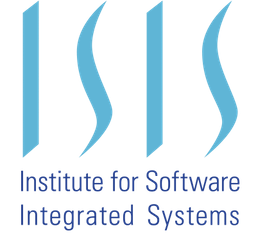 ISIS
Institute for Software
Integrated Systems